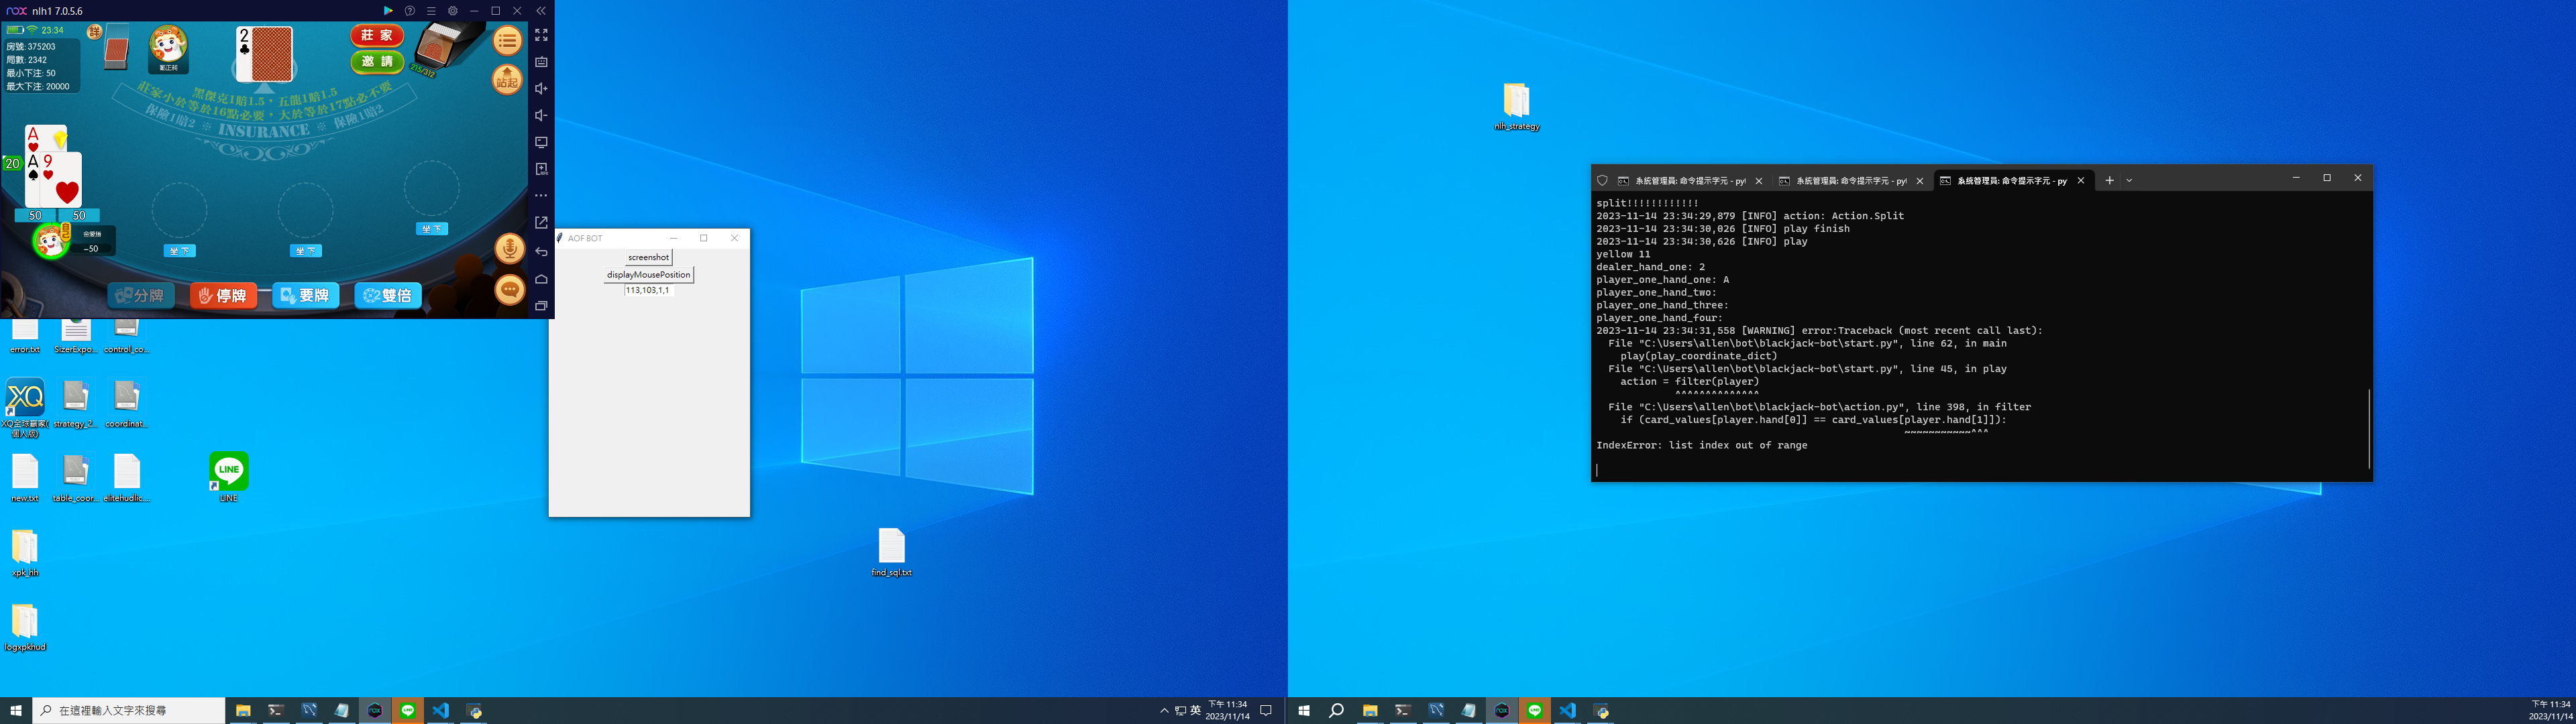 nox nlh1 7.0.5.6
23:34
房號: 375203
局數: 2342
最小下注: 50
最大下注: 20000
2
莊 家
邀 請
215/312
站起
黑傑克1賠1.5，五龍1賠1.5
莊家小於等於16點必要，大於等於17點必不要
保險1賠2 ※ INSURANCE ※ 保險1賠2
A
20
A 9
50 50
自己
-50
坐 下
坐 下
坐 下
分牌
停牌
要牌
雙倍
AOF BOT
screenshot
displayMousePosition
113,103,1,1
error.txt
SizerExpo...
control_co...
XQ全球贏家(
個人版)
strategy_2...
coordinat...
new.txt
table_coor...
elitehudlic....
LINE
LINE
xpk_hh
logxpkhud
find_sql.txt
在這裡輸入文字來搜尋
英
下午 11:34
2023/11/14
nlh_strategy
系統管理員: 命令提示字元 - pyt
系統管理員: 命令提示字元 - pyt
系統管理員: 命令提示字元 - py
split!!!!!!!!!!!!
2023-11-14 23:34:29,879 [INFO] action: Action.Split
2023-11-14 23:34:30,026 [INFO] play finish
2023-11-14 23:34:30,626 [INFO] play
yellow 11
dealer_hand_one: 2
player_one_hand_one: A
player_one_hand_two:
player_one_hand_three:
player_one_hand_four:
2023-11-14 23:34:31,558 [WARNING] error:Traceback (most recent call last):
File "C:\Users\allen\bot\blackjack-bot\start.py", line 62, in main
play(play_coordinate_dict)
File "C:\Users\allen\bot\blackjack-bot\start.py", line 45, in play
action = filter(player)
^^^^^^^^^^^^^^
File "C:\Users\allen\bot\blackjack-bot\action.py", line 398, in filter
if (card_values[player.hand[0]] == card_values[player.hand[1]]):
~~~~~~~~~~~^^^
IndexError: list index out of range
下午 11:34
2023/11/14